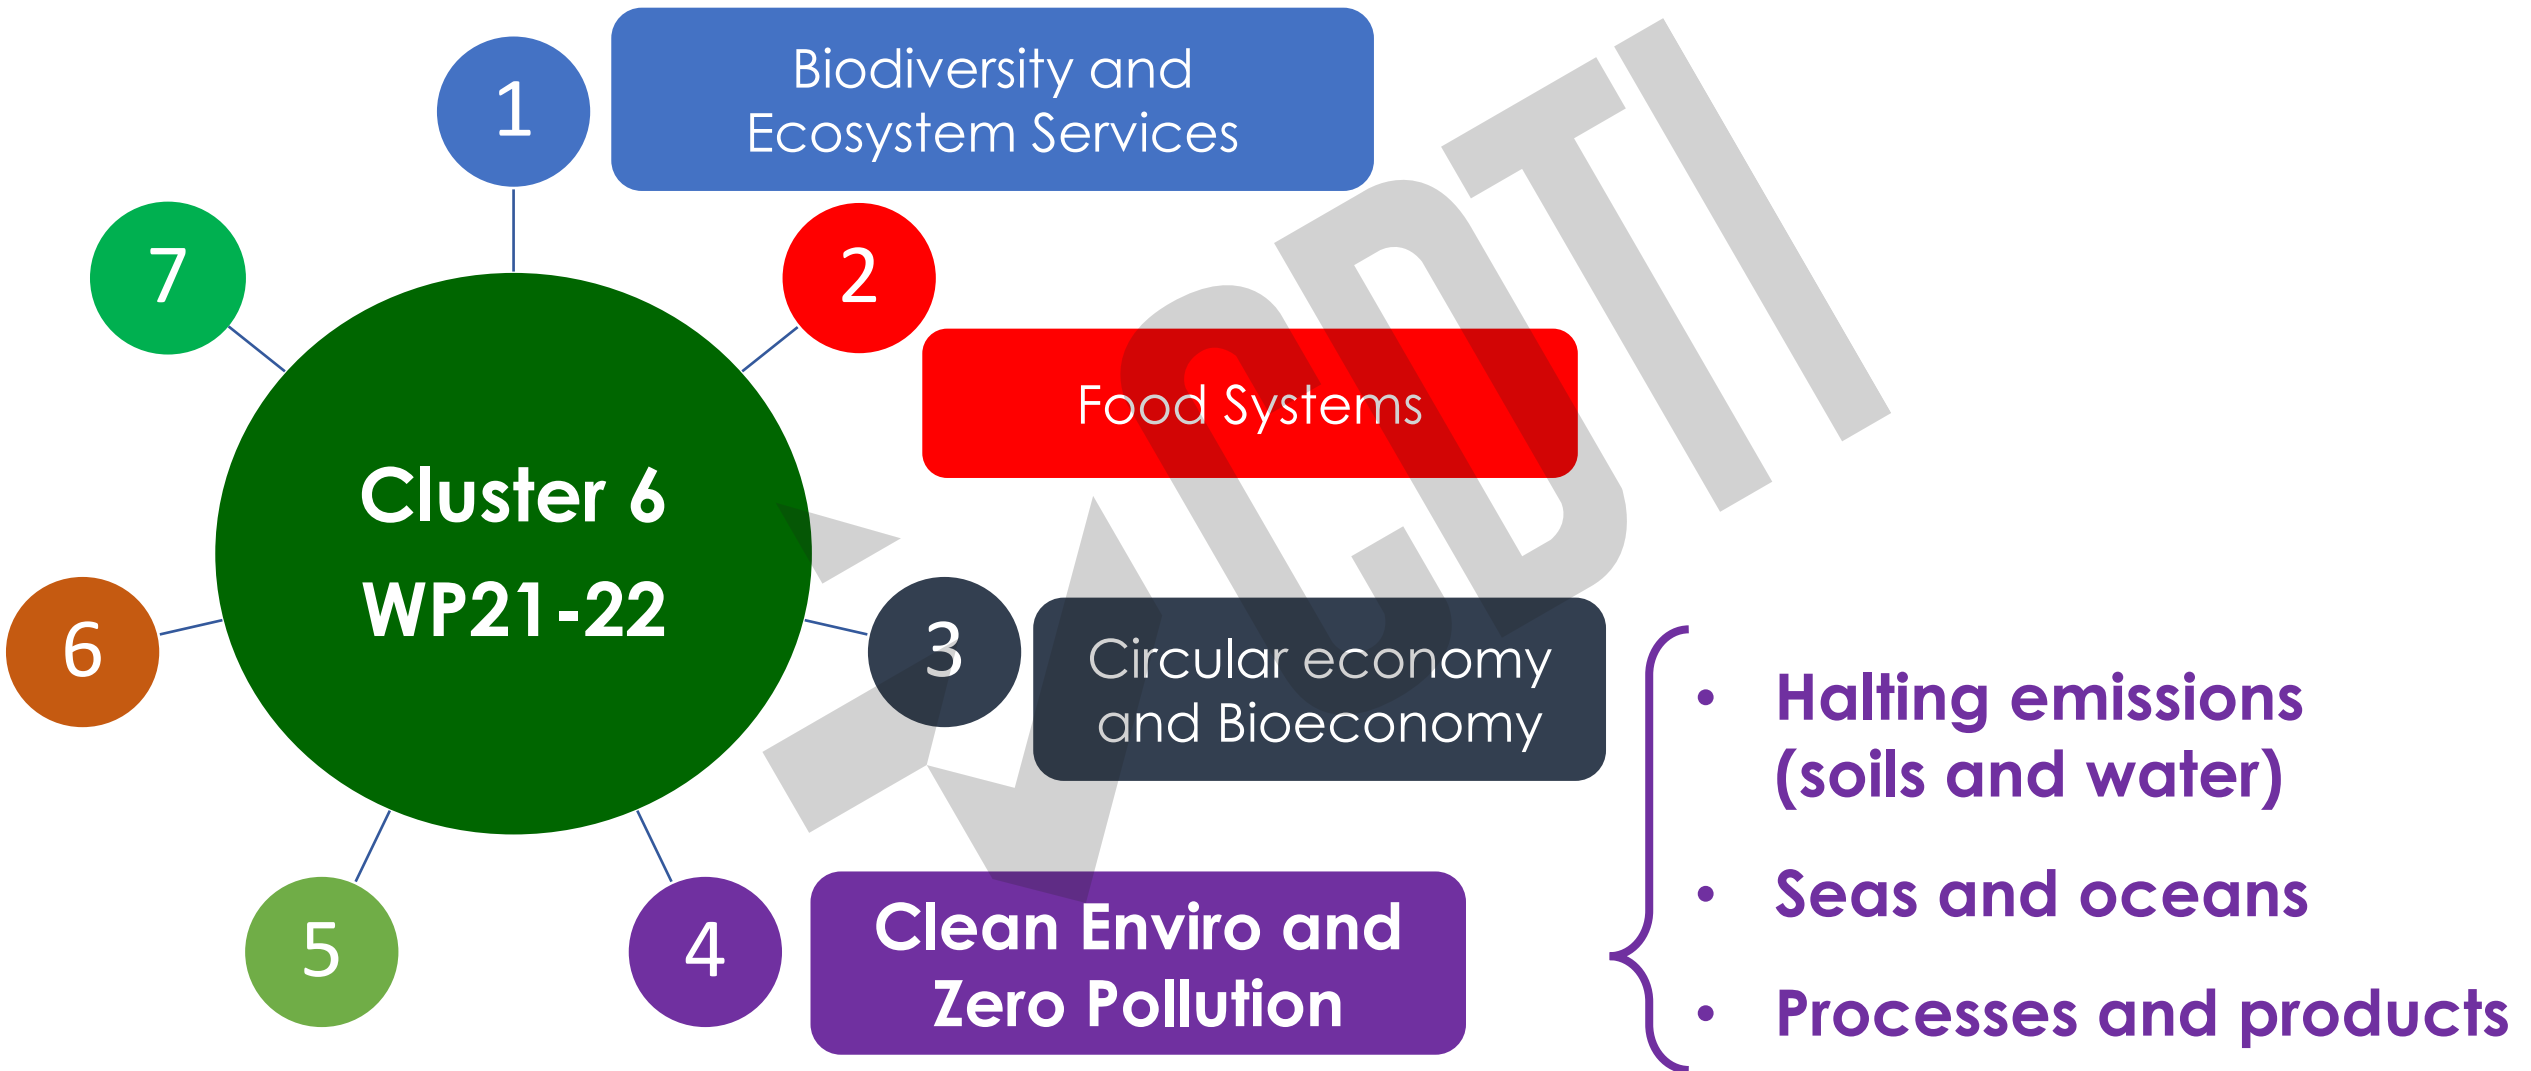 1
Biodiversity and
Ecosystem Services
7
2
Food Systems
Cluster 6
WP21-22
6
3
Circular economy
and Bioeconomy
5
4
Clean Enviro and
Zero Pollution
• Halting emissions
(soils and water)
• Seas and oceans
• Processes and products
CDTI